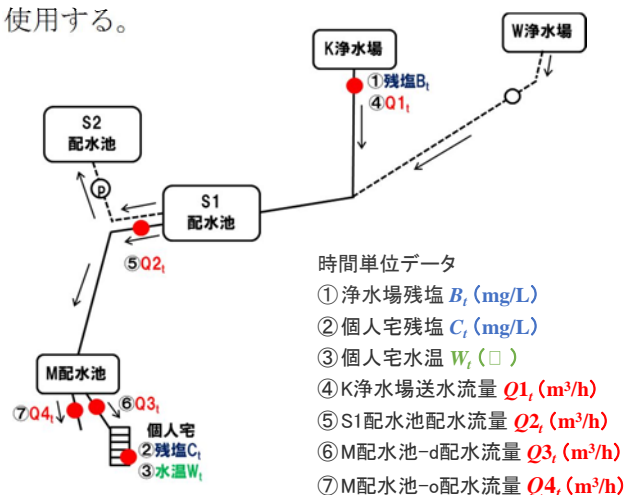 使用する。
W浄水場
K浄水場
①残塩Bt
④Q1t
S2
配水池
p
S1
配水池
⑤Q2t
時間単位データ
①浄水場残塩 Bt (mg/L)
②個人宅残塩 Ct (mg/L)
③個人宅水温 Wt (□ )
④K浄水場送水流量 Q1t (m³/h)
⑤S1配水池配水流量 Q2t (m³/h)
⑥M配水池-d配水流量 Q3t (m³/h)
⑦M配水池-o配水流量 Q4t (m³/h)
M配水池
⑦Q4t
⑥Q3t
個人宅
②残塩Ct
③水温Wt